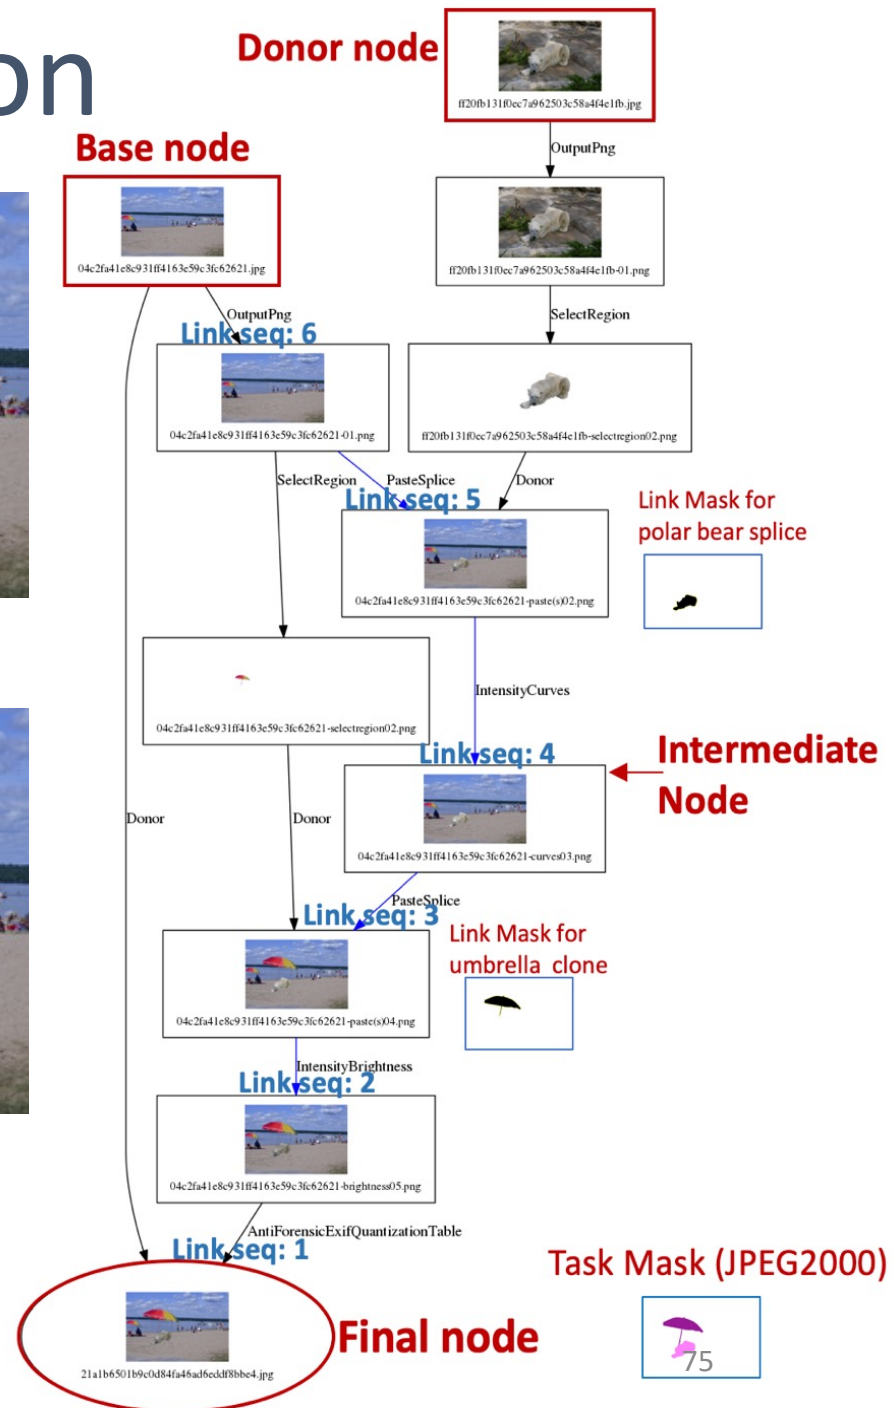 on
Donor node
ff20fb131f0ec7a962503c58a4f4e1fb.jpg
OutputPng
Base node
04c2fa41e8c931ff4163e59c3fc62621.jpg
ff20fb131f0ec7a962503c58a4f4e1fb-01.png
OutputPng
Link seq: 6
SelectRegion
04c2fa41e8c931ff4163e59c3fc62621-01.png
ff20fb131f0ec7a962503c58a4f4e1fb-selectregion02.png
SelectRegion
PasteSplice
Donor
Link seq: 5
Link Mask for
polar bear splice
04c2fa41e8c931ff4163e59c3fc62621-paste(s)02.png
IntensityCurves
04c2fa41e8c931ff4163e59c3fc62621-selectregion02.png
Link seq: 4
Intermediate
Node
Donor
Donor
04c2fa41e8c931ff4163e59c3fc62621-curves03.png
PasteSplice
Link seq: 3
Link Mask for
umbrella clone
04c2fa41e8c931ff4163e59c3fc62621-paste(s)04.png
IntensityBrightness
Link seq: 2
04c2fa41e8c931ff4163e59c3fc62621-brightness05.png
AntiForensicExifQuantizationTable
Link seq: 1
Task Mask (JPEG2000)
Final node
75
21a1b6501b9c0d84fa46ad6eddf8bbe4.jpg